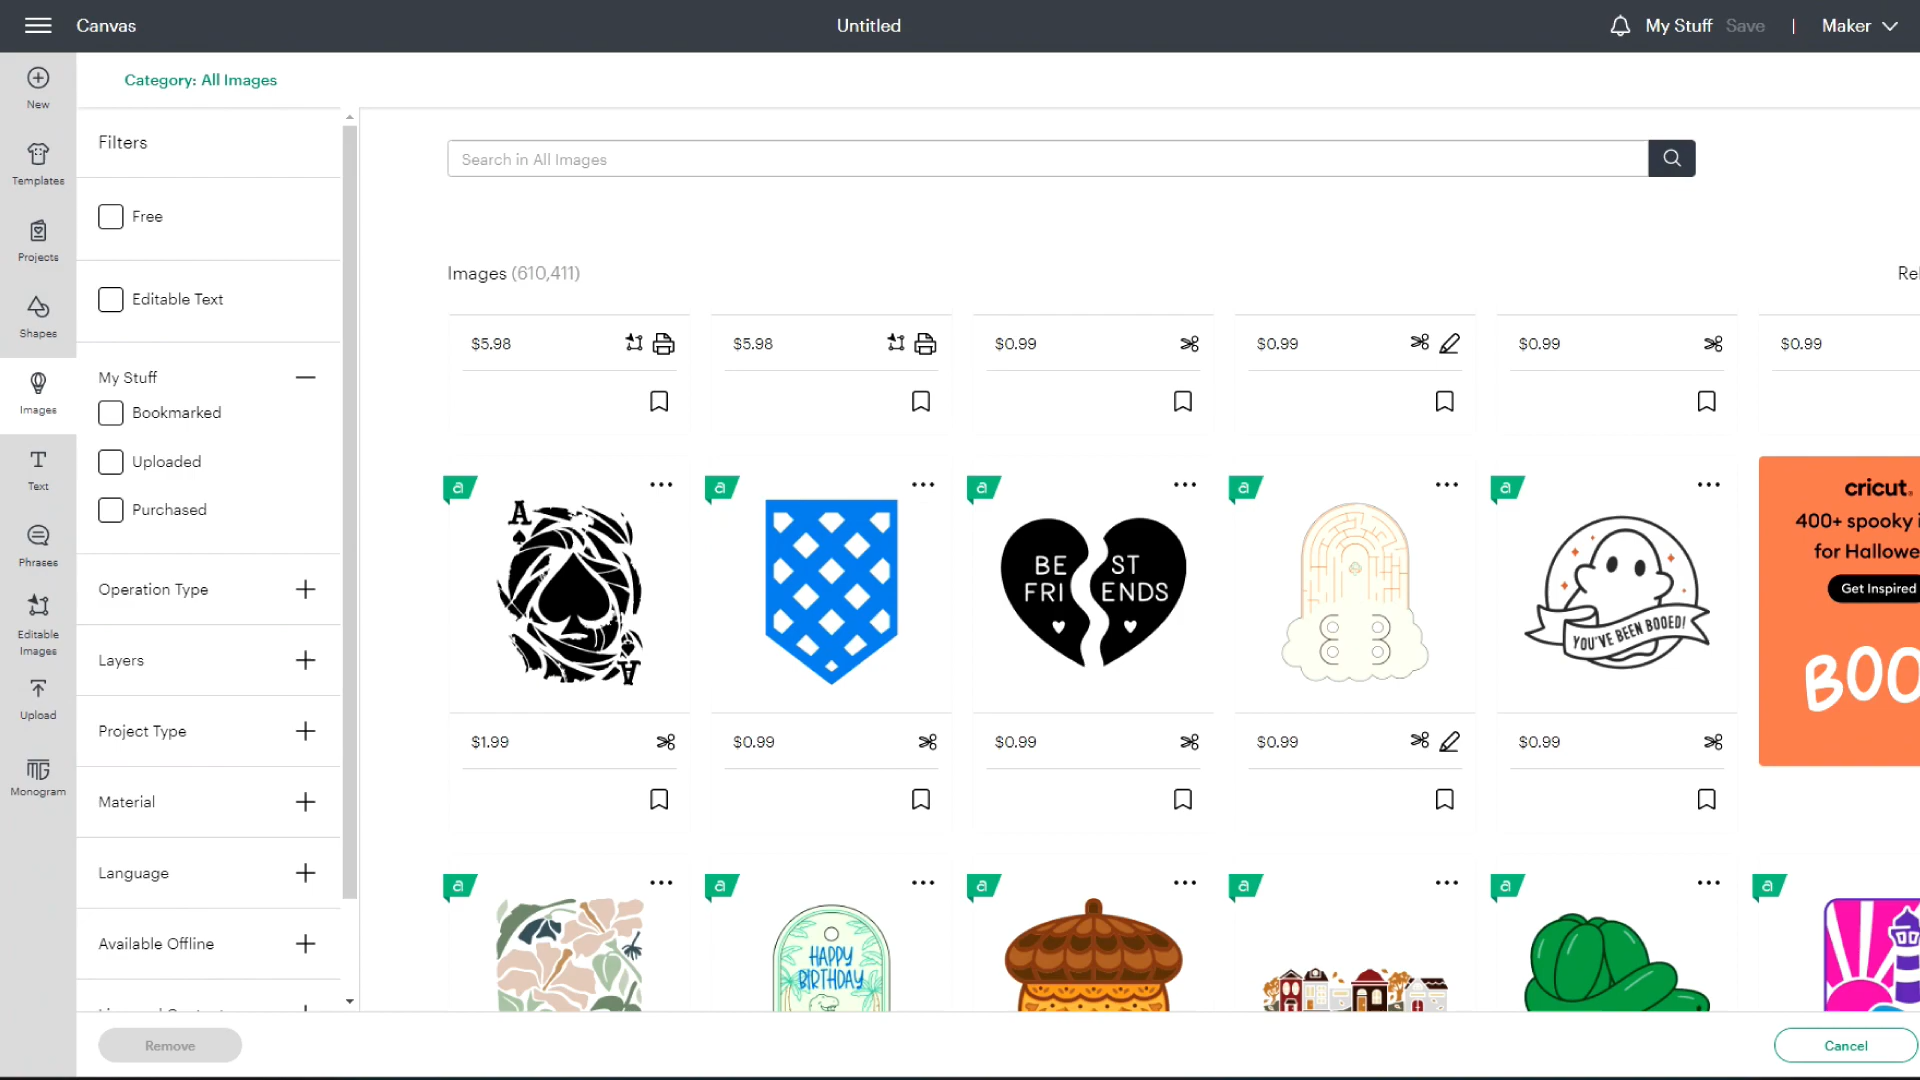 Canvas
Untitled
My Stuff Save | Maker
New
Templates
Projects
Shapes
Images
Text
Phrases
Editable
Images
Upload
Monogram
Category: All Images
Filters
Free
Editable Text
My Stuff
Bookmarked
Uploaded
Purchased
Operation Type
Layers
Project Type
Material
Language
Available Offline
Remove
Search in All Images
Images (610,411)
$5.98
$5.98
$0.99
$0.99
$0.99
$0.99
a
A
A
a
a
BE ST
FRI ENDS
a
a
YOU'VE BEEN BOOED!
cricut
400+ spooky
for Hallowe
Get Inspired
BOO
$1.99
$0.99
$0.99
$0.99
$0.99
a
a
HAPPY
BIRTHDAY
a
a
a
a
Cancel